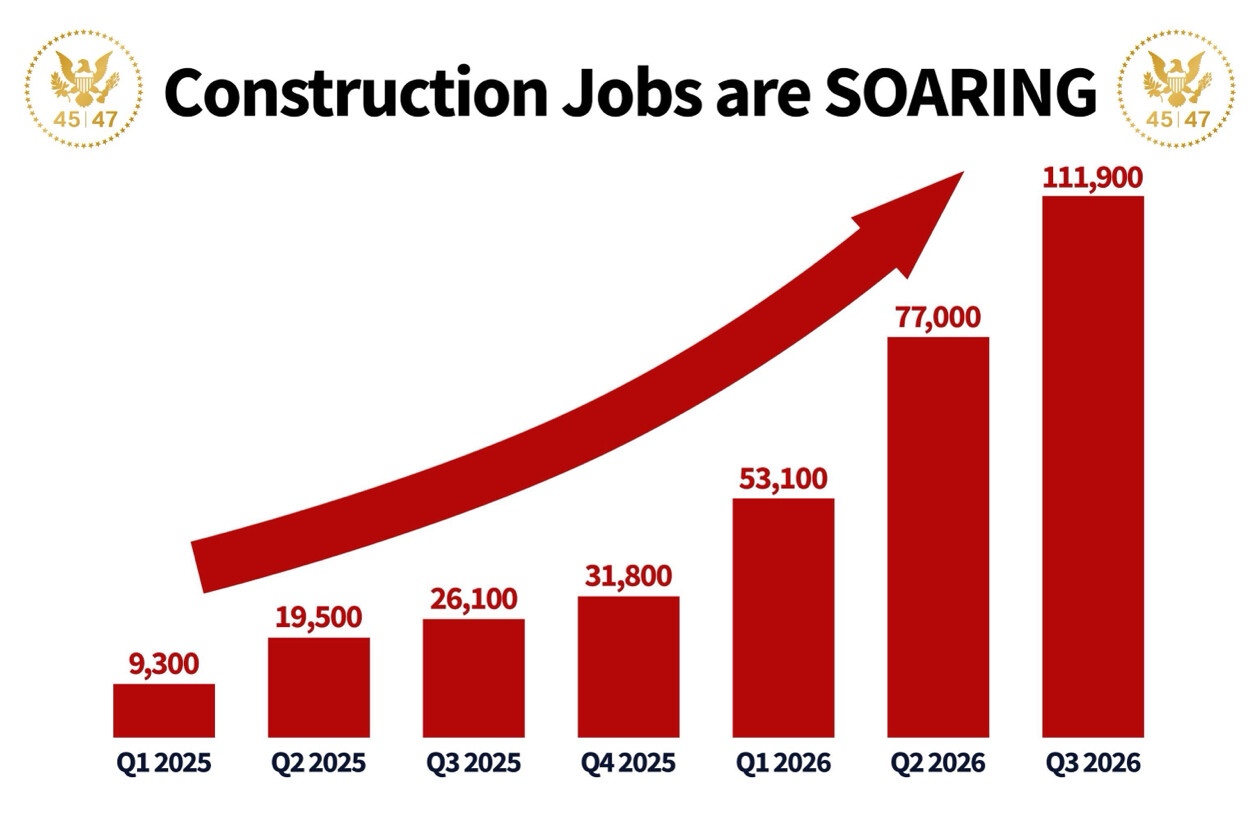 Construction Jobs are SOARING
45|47
45|47
111,900
77,000
53,100
31,800
26,100
19,500
9,300
Q1 2025
Q2 2025
Q3 2025
Q4 2025
Q1 2026
Q2 2026
Q3 2026